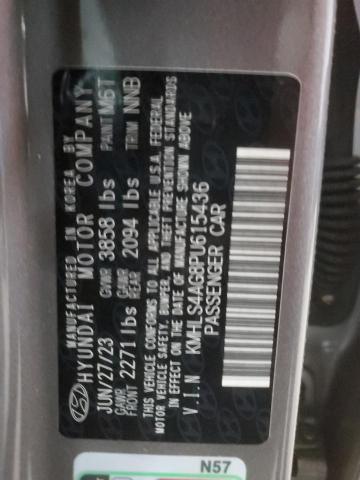 MANUFACTURED IN KOREA BY
HYUNDAI MOTOR COMPANY
PAINT M6T
TRIM NNB
JUN/27/23 GVWR 3858 lbs
GAWR FRONT 2271 lbs GAWR REAR 2094 lbs
THIS VEHICLE CONFORMS TO ALL APPLICABLE U.S.A. FEDERAL
MOTOR VEHICLE SAFETY, BUMPER, AND THEFT PREVENTION STANDARDS
IN EFFECT ON THE DATE OF MANUFACTURE SHOWN ABOVE
V.I.N KMHLS4AG8PU615436
PASSENGER CAR
N57